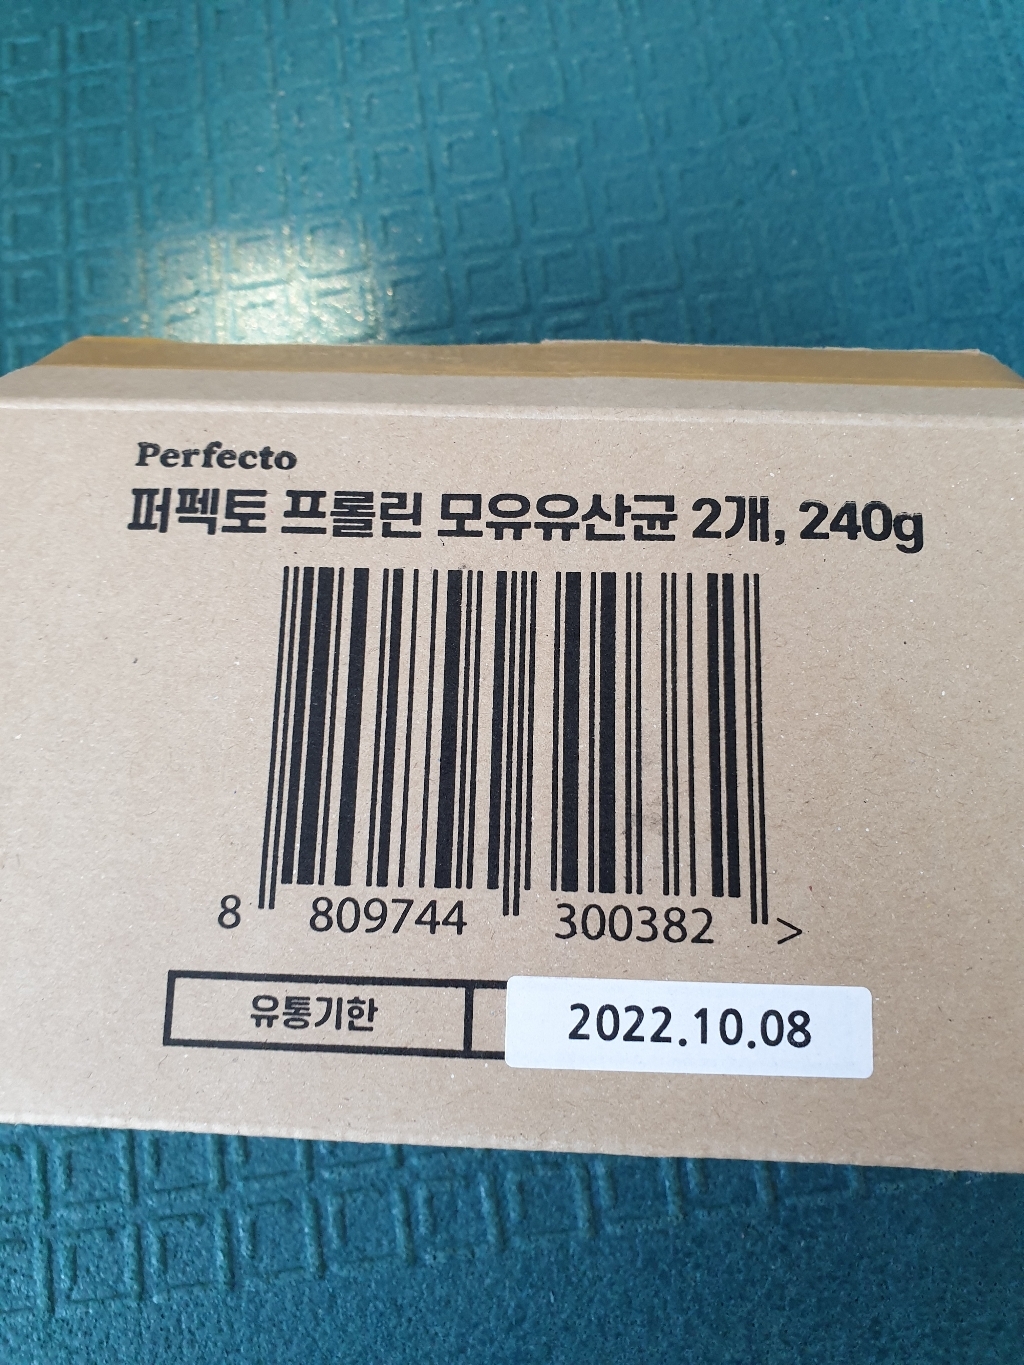 Perfecto
퍼펙토 프롤린 모유유산균 2개, 240g
8 809744 300382 >
유통기한 2022.10.08